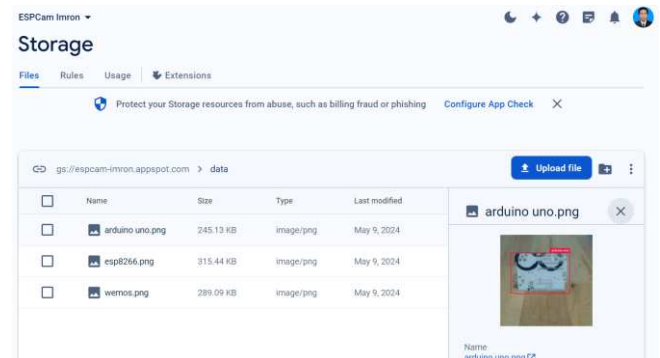 ESPCam Imron
Storage
Files Rules Usage Extensions
Protect your Storage resources from abuse, such as billing fraud or phishing Configure App Check
gs://espcam-imron.appspot.com > data
Upload file
Name Size Type Last modified
arduino uno.png 245.13 KB image/png May 9, 2024
esp8266.png 315.44 KB image/png May 9, 2024
wemos.png 289.09 KB image/png May 9, 2024
arduino uno.png
Name
arduino uno.png